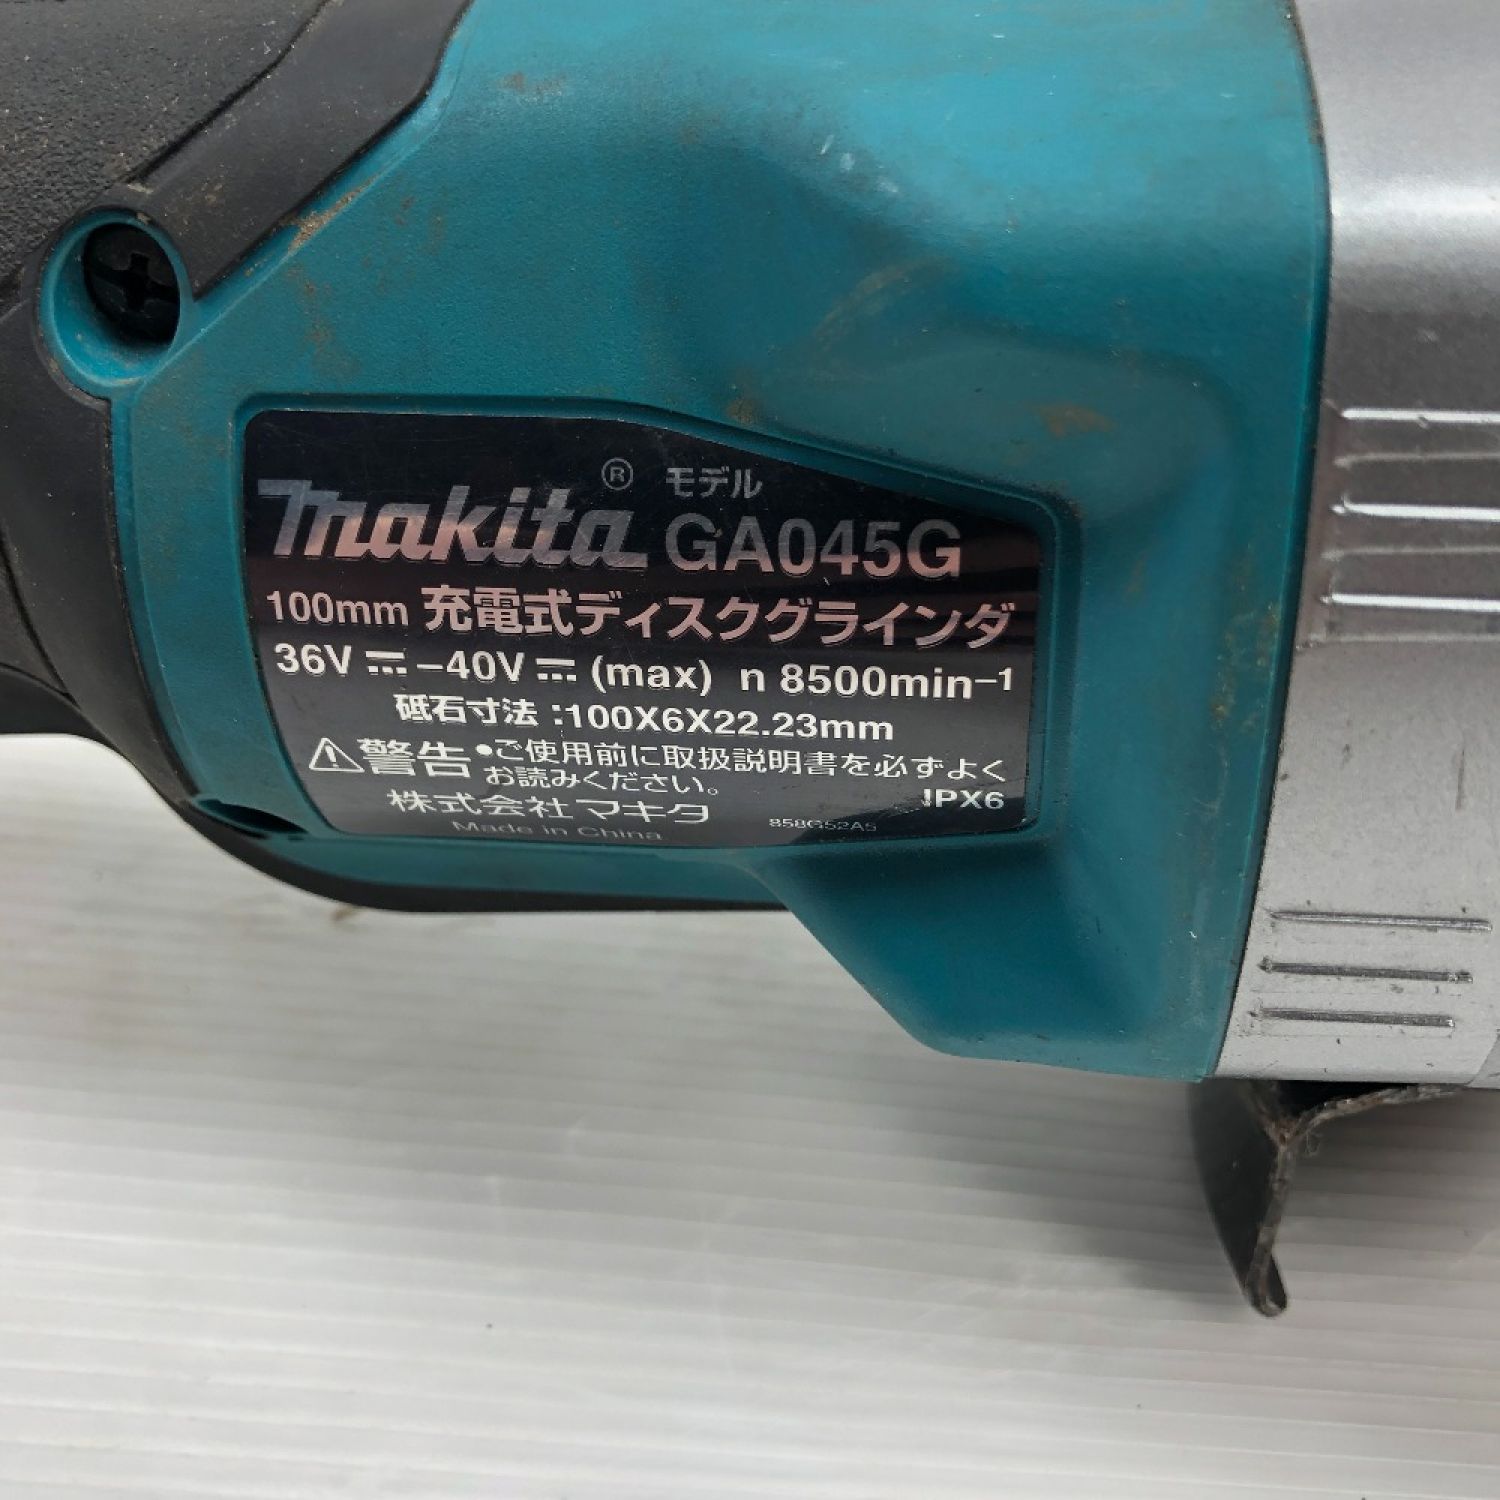 makita® モデル GA045G
100mm 充電式ディスクグラインダ
36V ⎓ –40V ⎓ (max) n 8500min⁻¹
砥石寸法:100X6X22.23mm
⚠警告 •ご使用前に取扱説明書を必ずよく
お読みください。
株式会社マキタ IPX6
Made in China 858G52A5